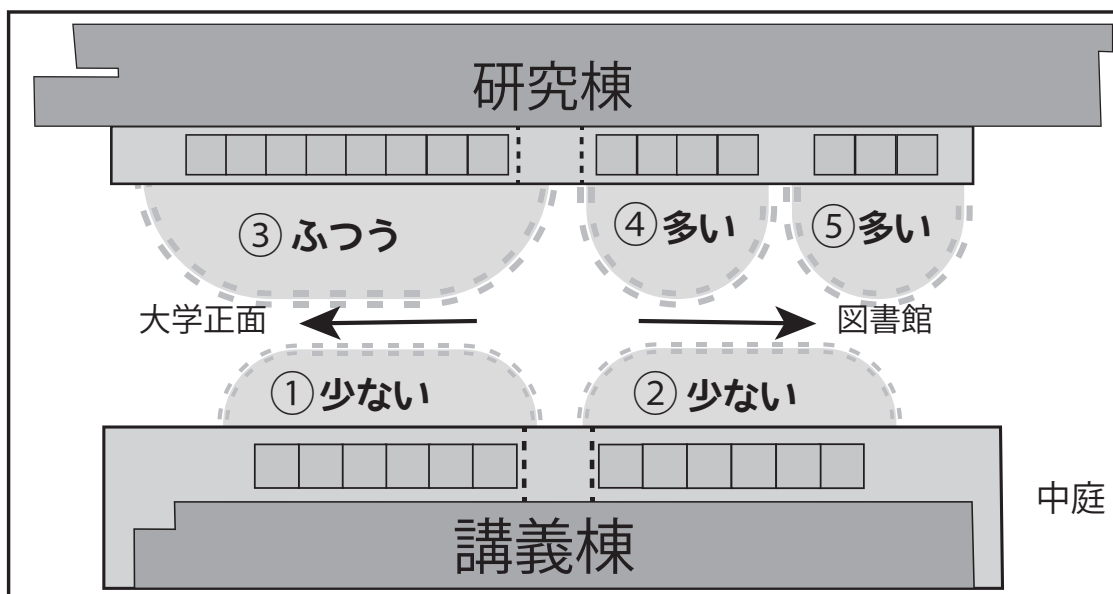 研究棟
③ ふつう
④ 多い
⑤ 多い
大学正面
図書館
① 少ない
② 少ない
中庭
講義棟